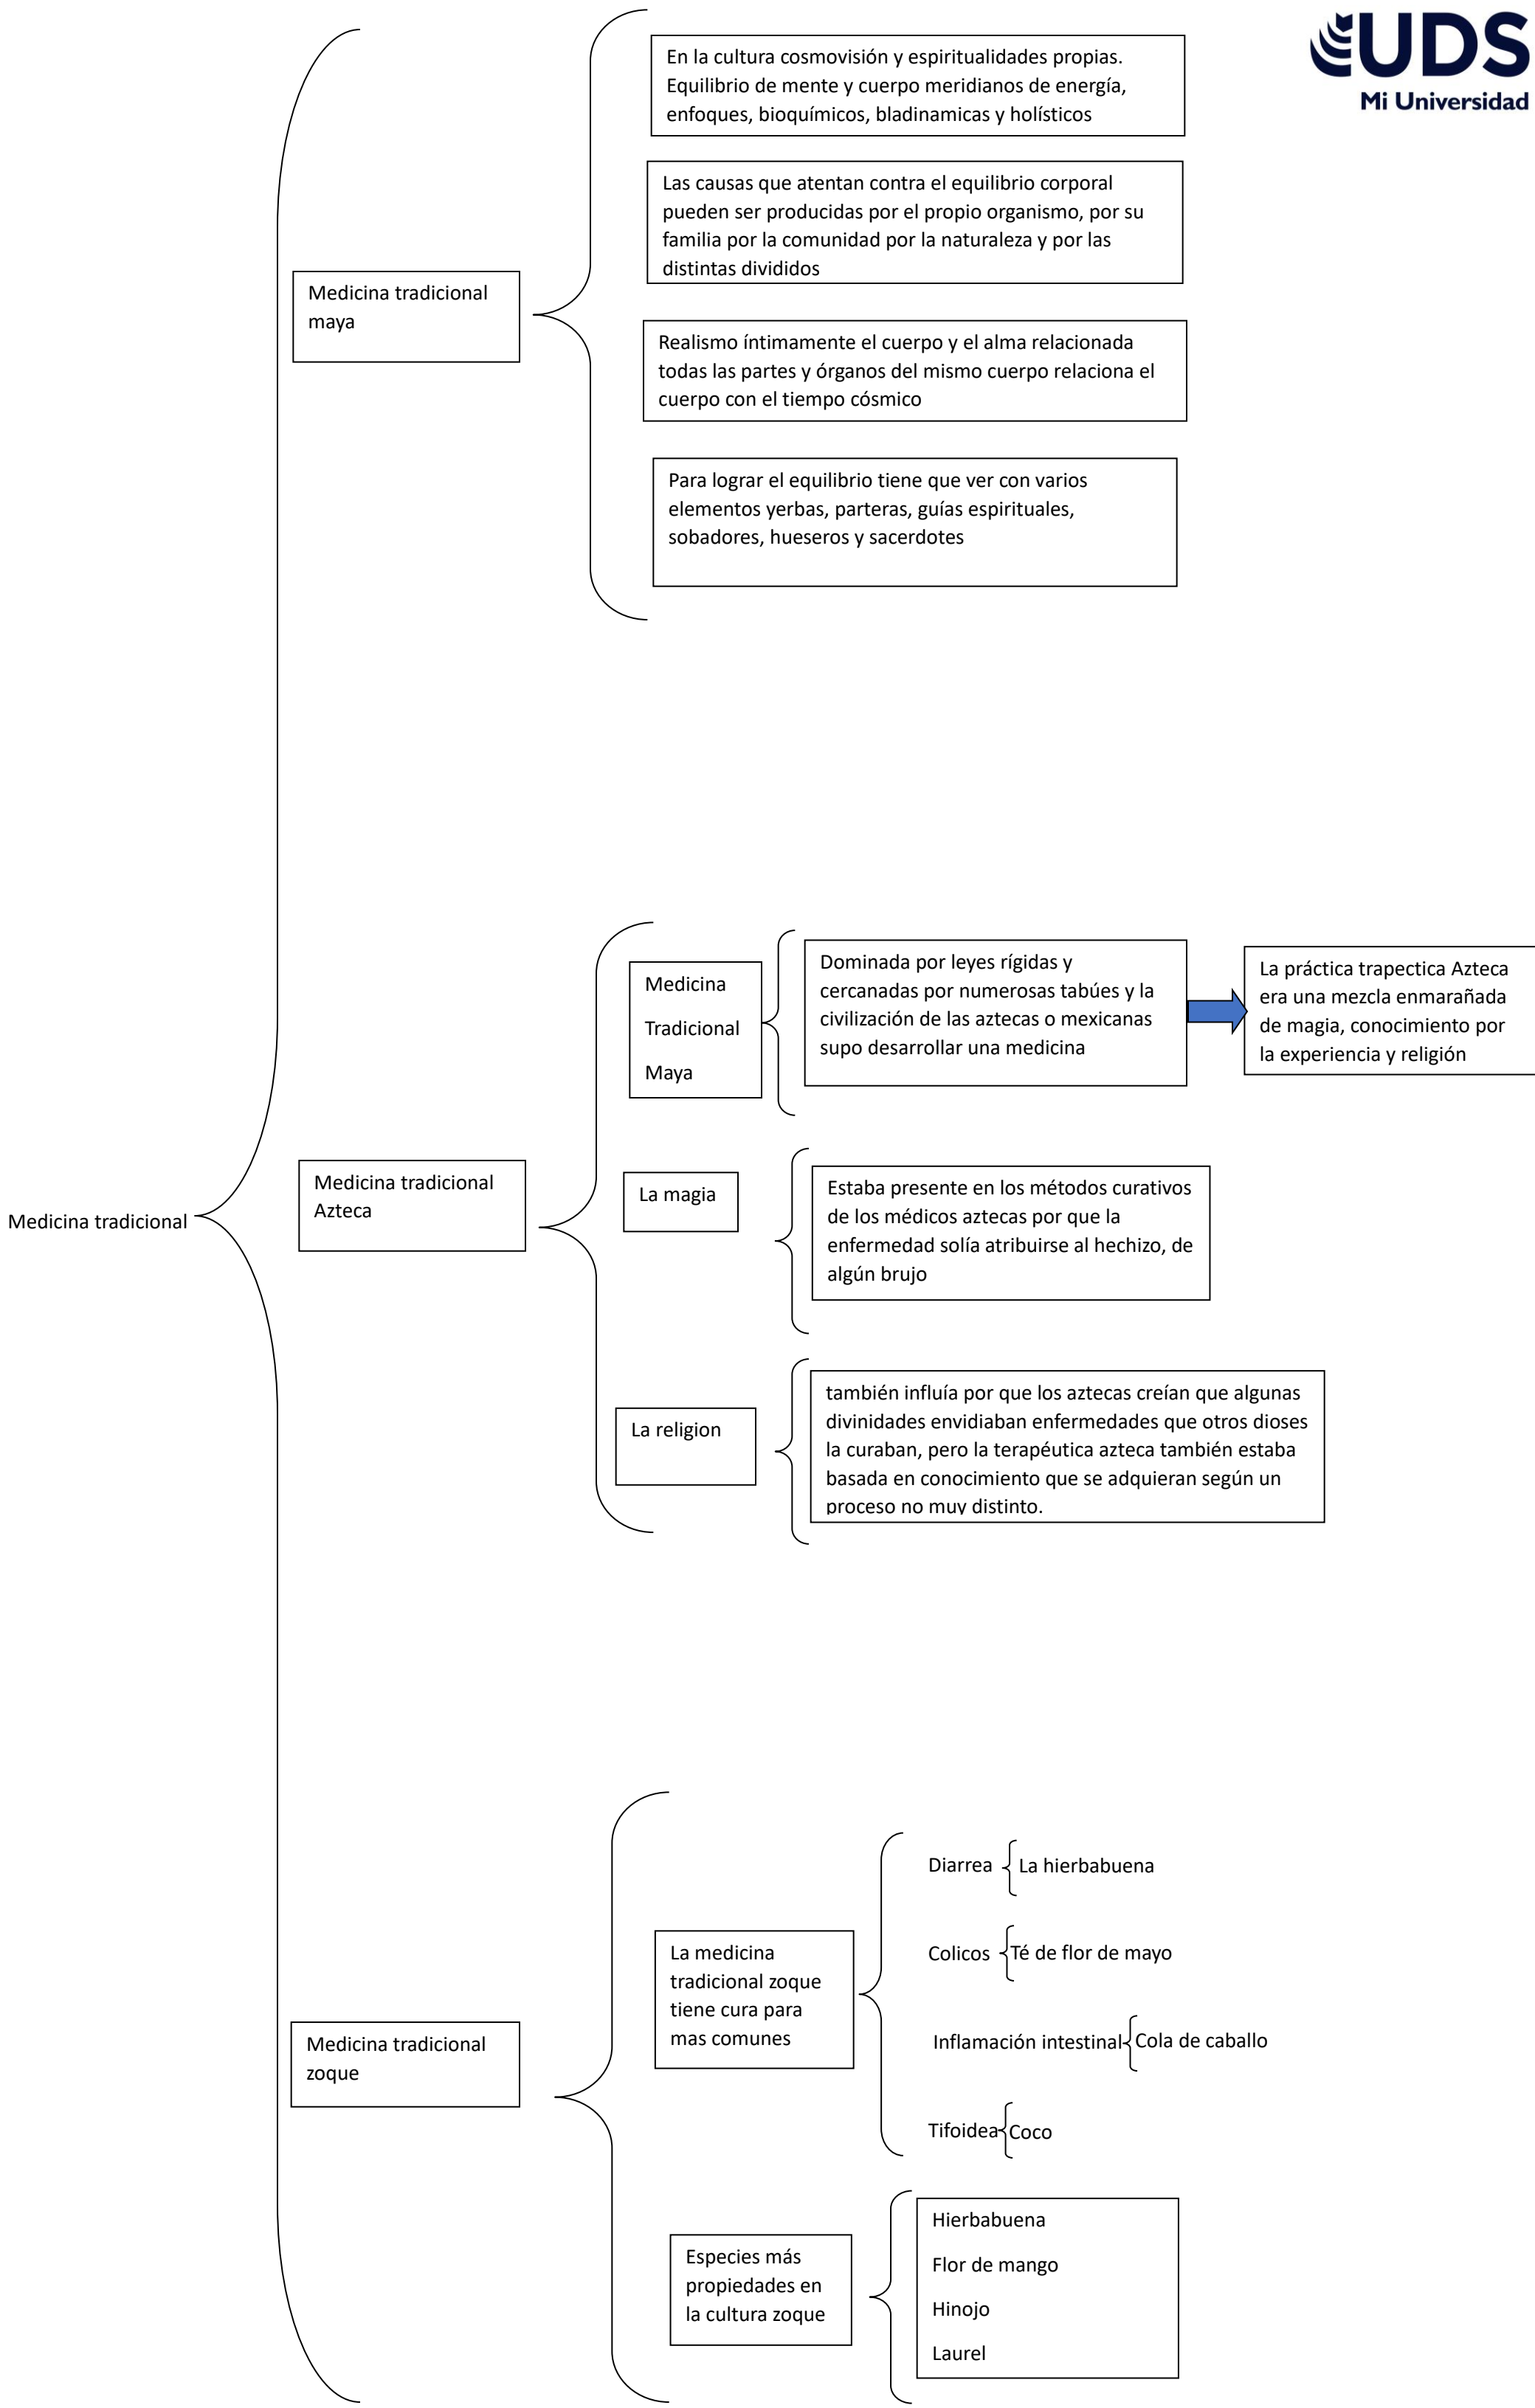 UDS
Mi Universidad
En la cultura cosmovisión y espiritualidades propias.
Equilibrio de mente y cuerpo meridianos de energía,
enfoques, bioquímicos, bladinamicas y holísticos
Las causas que atentan contra el equilibrio corporal
pueden ser producidas por el propio organismo, por su
familia por la comunidad por la naturaleza y por las
distintas divididos
Medicina tradicional
maya
Realismo íntimamente el cuerpo y el alma relacionada
todas las partes y órganos del mismo cuerpo relaciona el
cuerpo con el tiempo cósmico
Para lograr el equilibrio tiene que ver con varios
elementos yerbas, parteras, guías espirituales,
sobadores, hueseros y sacerdotes
Medicina
Tradicional
Maya
Dominada por leyes rígidas y
cercanadas por numerosas tabúes y la
civilización de las aztecas o mexicanas
supo desarrollar una medicina
La práctica trapectica Azteca
era una mezcla enmarañada
de magia, conocimiento por
la experiencia y religión
Medicina tradicional
Medicina tradicional
Azteca
La magia
Estaba presente en los métodos curativos
de los médicos aztecas por que la
enfermedad solía atribuirse al hechizo, de
algún brujo
La religion
también influía por que los aztecas creían que algunas
divinidades envidiaban enfermedades que otros dioses
la curaban, pero la terapéutica azteca también estaba
basada en conocimiento que se adquieran según un
proceso no muy distinto.
Medicina tradicional
zoque
La medicina
tradicional zoque
tiene cura para
mas comunes
Diarrea
La hierbabuena
Colicos
Té de flor de mayo
Inflamación intestinal
Cola de caballo
Tifoidea
Coco
Especies más
propiedades en
la cultura zoque
Hierbabuena
Flor de mango
Hinojo
Laurel